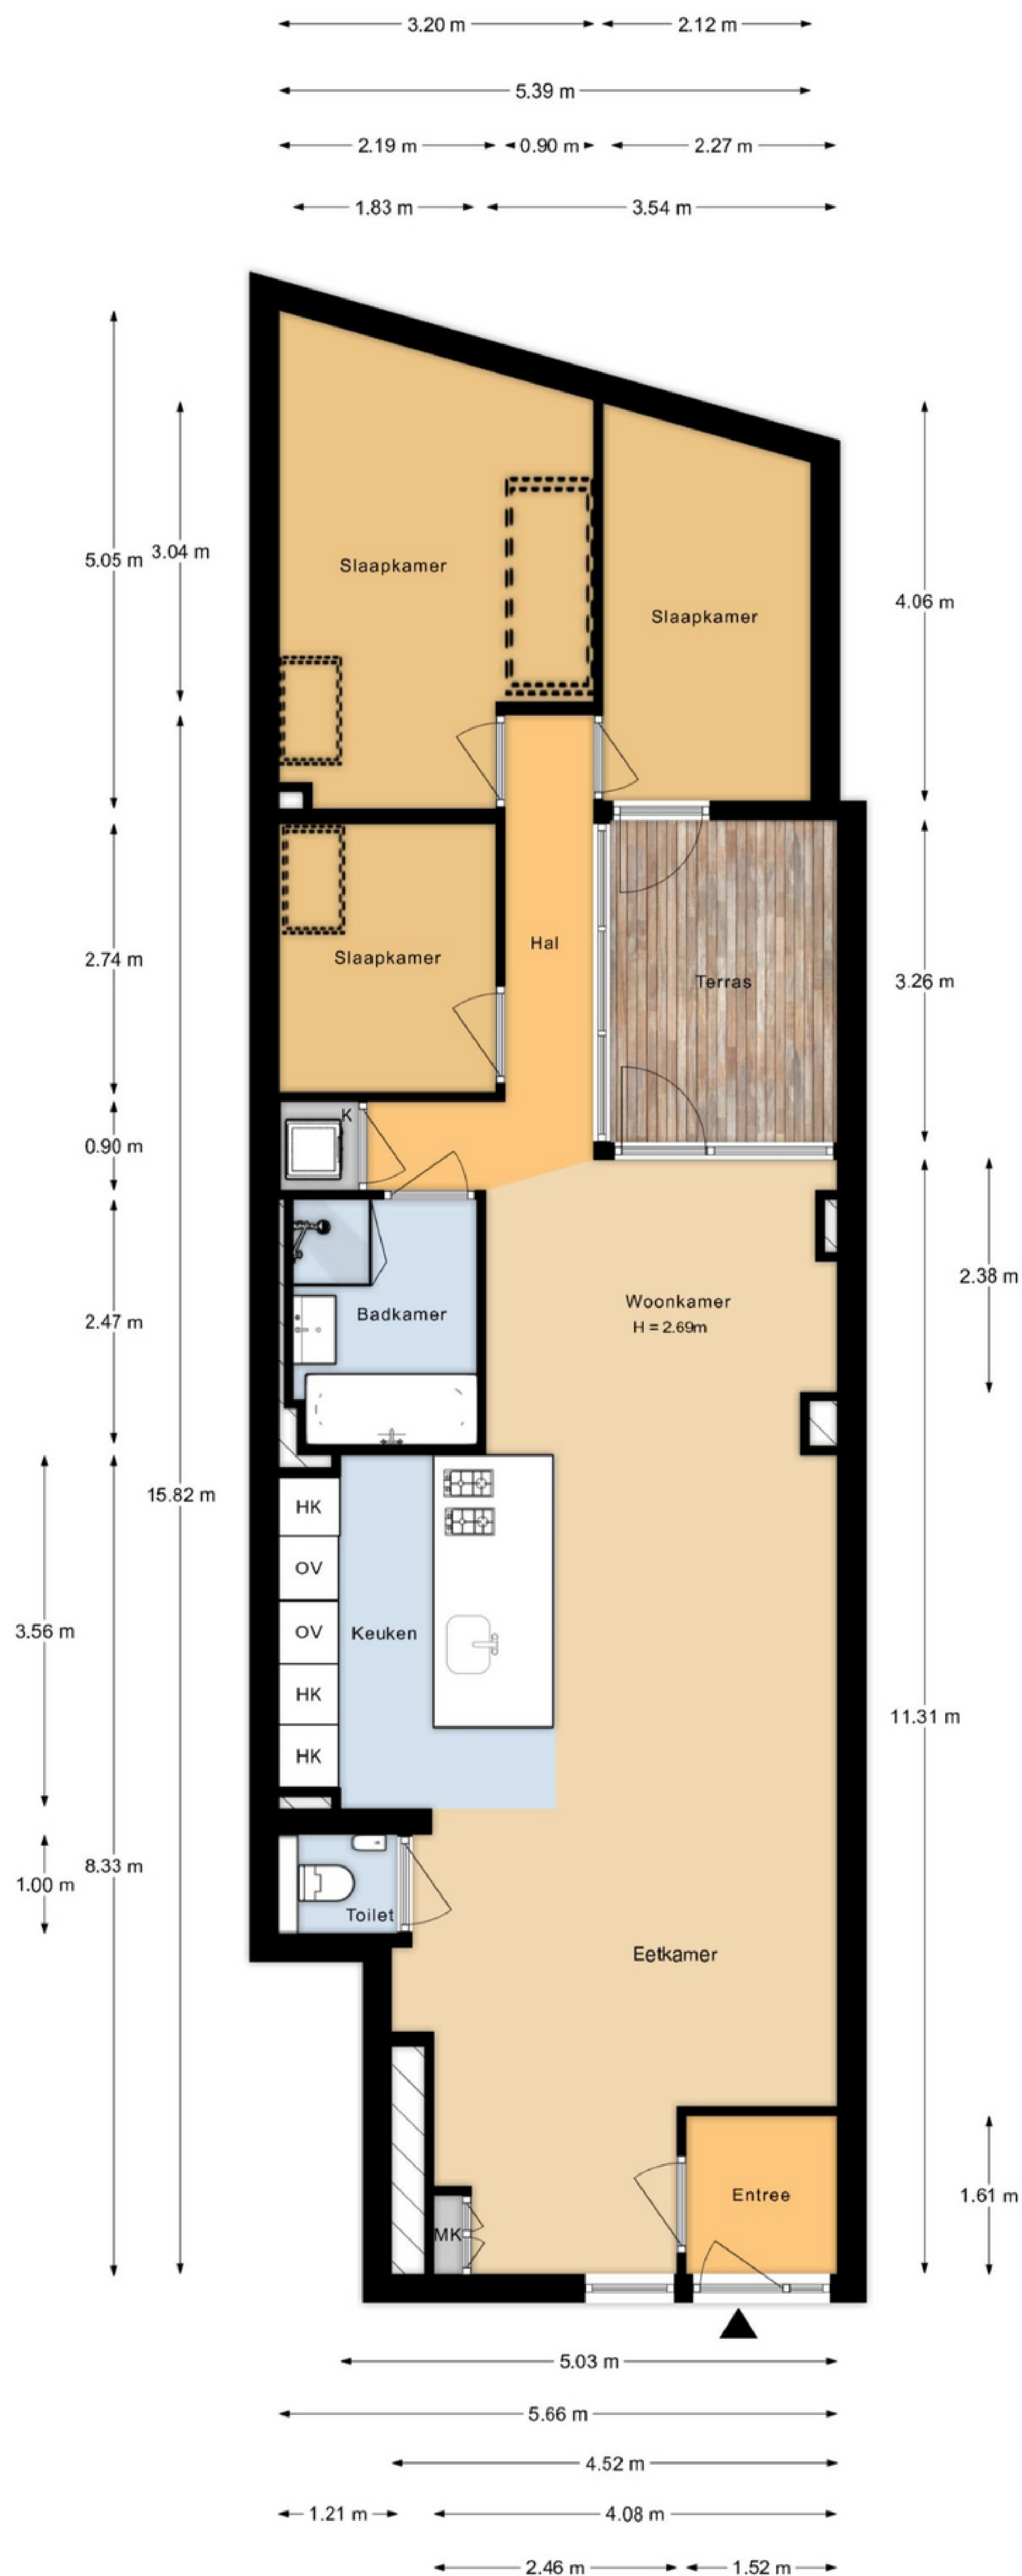 3.20 m
2.12 m
5.39 m
2.19 m
0.90 m
2.27 m
1.83 m
3.54 m
5.05 m
3.04 m
Slaapkamer
4.06 m
Slaapkamer
Hal
2.74 m
Slaapkamer
Terras
3.26 m
K
0.90 m
2.38 m
Woonkamer
H = 2.69m
Badkamer
2.47 m
15.82 m
HK
OV
3.56 m
OV
Keuken
HK
11.31 m
HK
8.33 m
1.00 m
Toilet
Eetkamer
Entree
1.61 m
MK
5.03 m
5.66 m
4.52 m
1.21 m
4.08 m
2.46 m
1.52 m